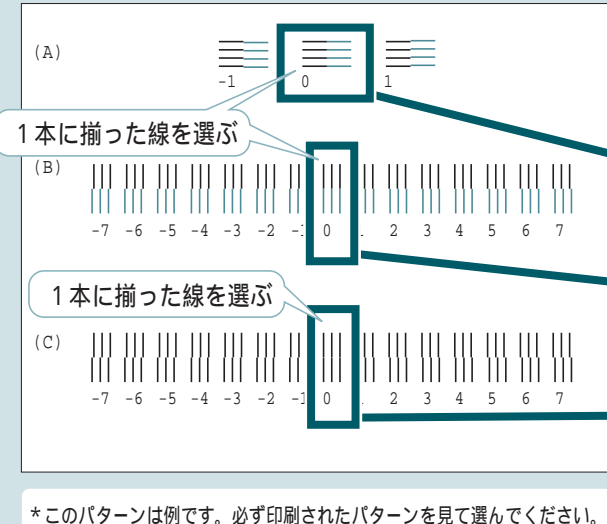 (A)
-1 0 1
1本に揃った線を選ぶ
(B)
-7 -6 -5 -4 -3 -2 0 2 3 4 5 6 7
1本に揃った線を選ぶ
(C)
-7 -6 -5 -4 -3 -2 0 2 3 4 5 6 7
*このパターンは例です。必ず印刷されたパターンを見て選んでください。